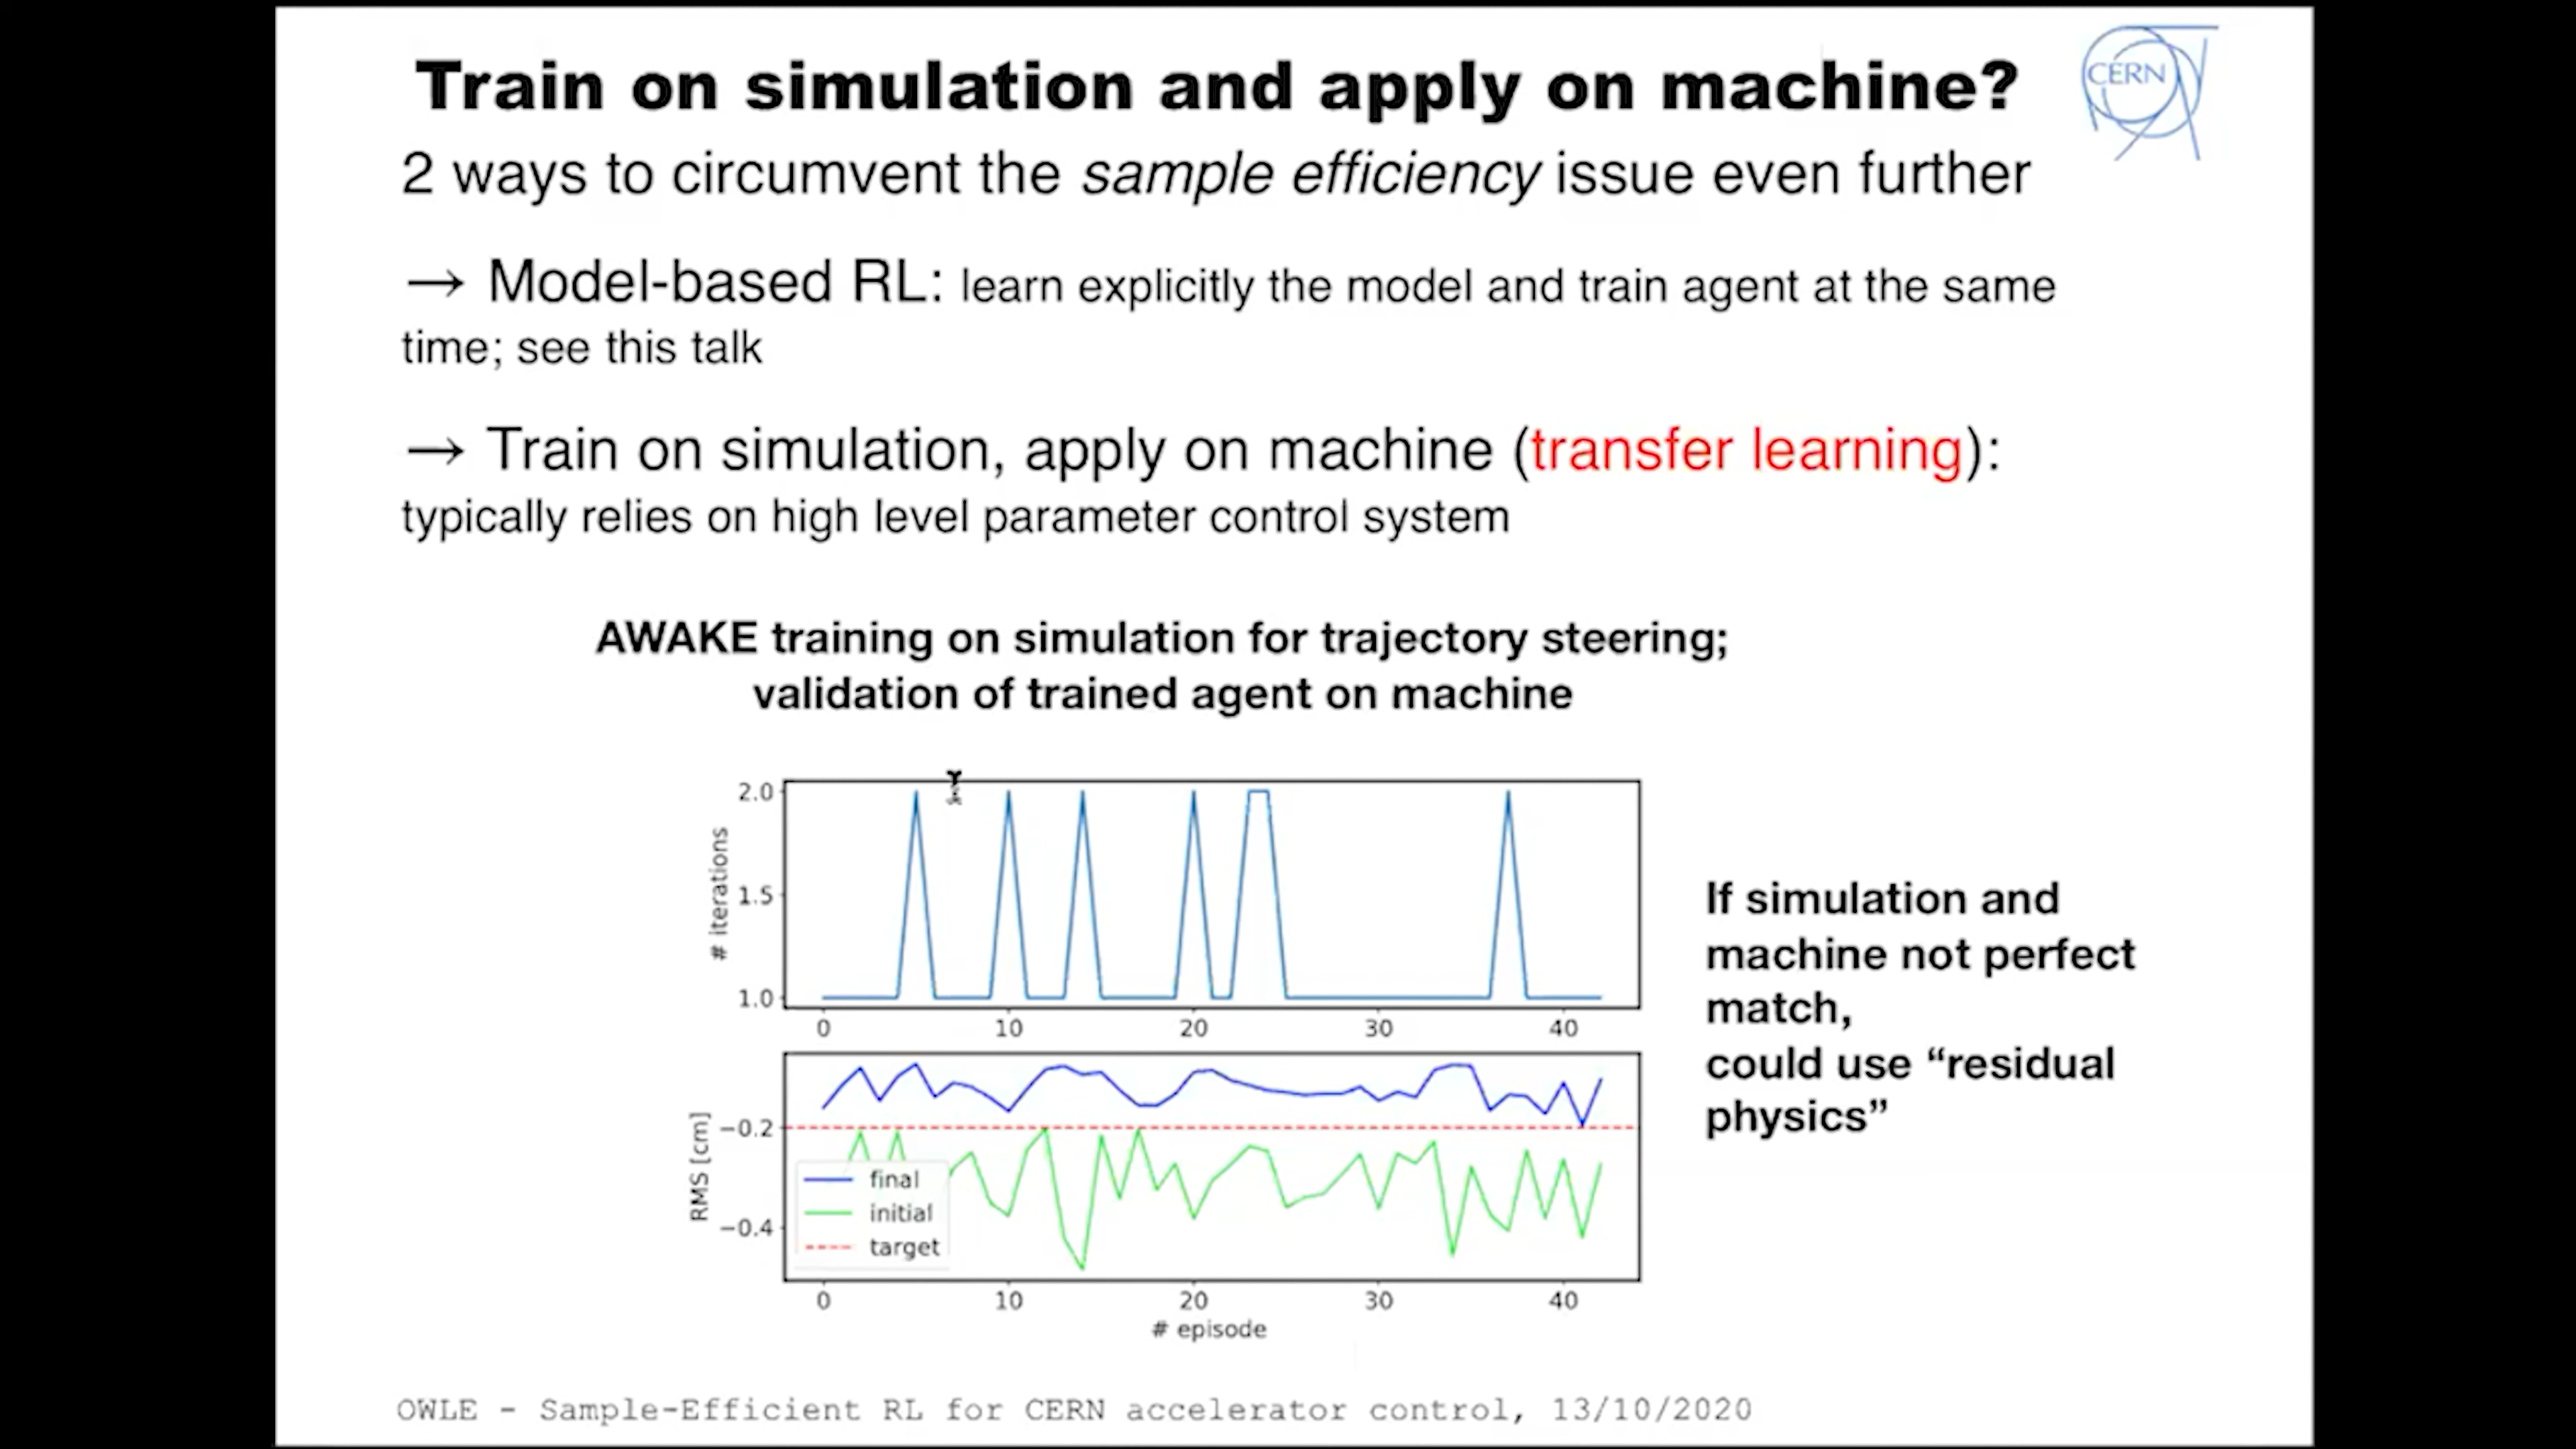 Train on simulation and apply on machine?
CERN
2 ways to circumvent the sample efficiency issue even further
→ Model-based RL: learn explicitly the model and train agent at the same
time; see this talk
→ Train on simulation, apply on machine (transfer learning):
typically relies on high level parameter control system
AWAKE training on simulation for trajectory steering;
validation of trained agent on machine
2.0
1.5
1.0
# iterations
0 10 20 30 40
−0.2
−0.4
RMS [cm]
final
initial
target
0 10 20 30 40
# episode
If simulation and
machine not perfect
match,
could use “residual
physics”
OWLE - Sample-Efficient RL for CERN accelerator control, 13/10/2020